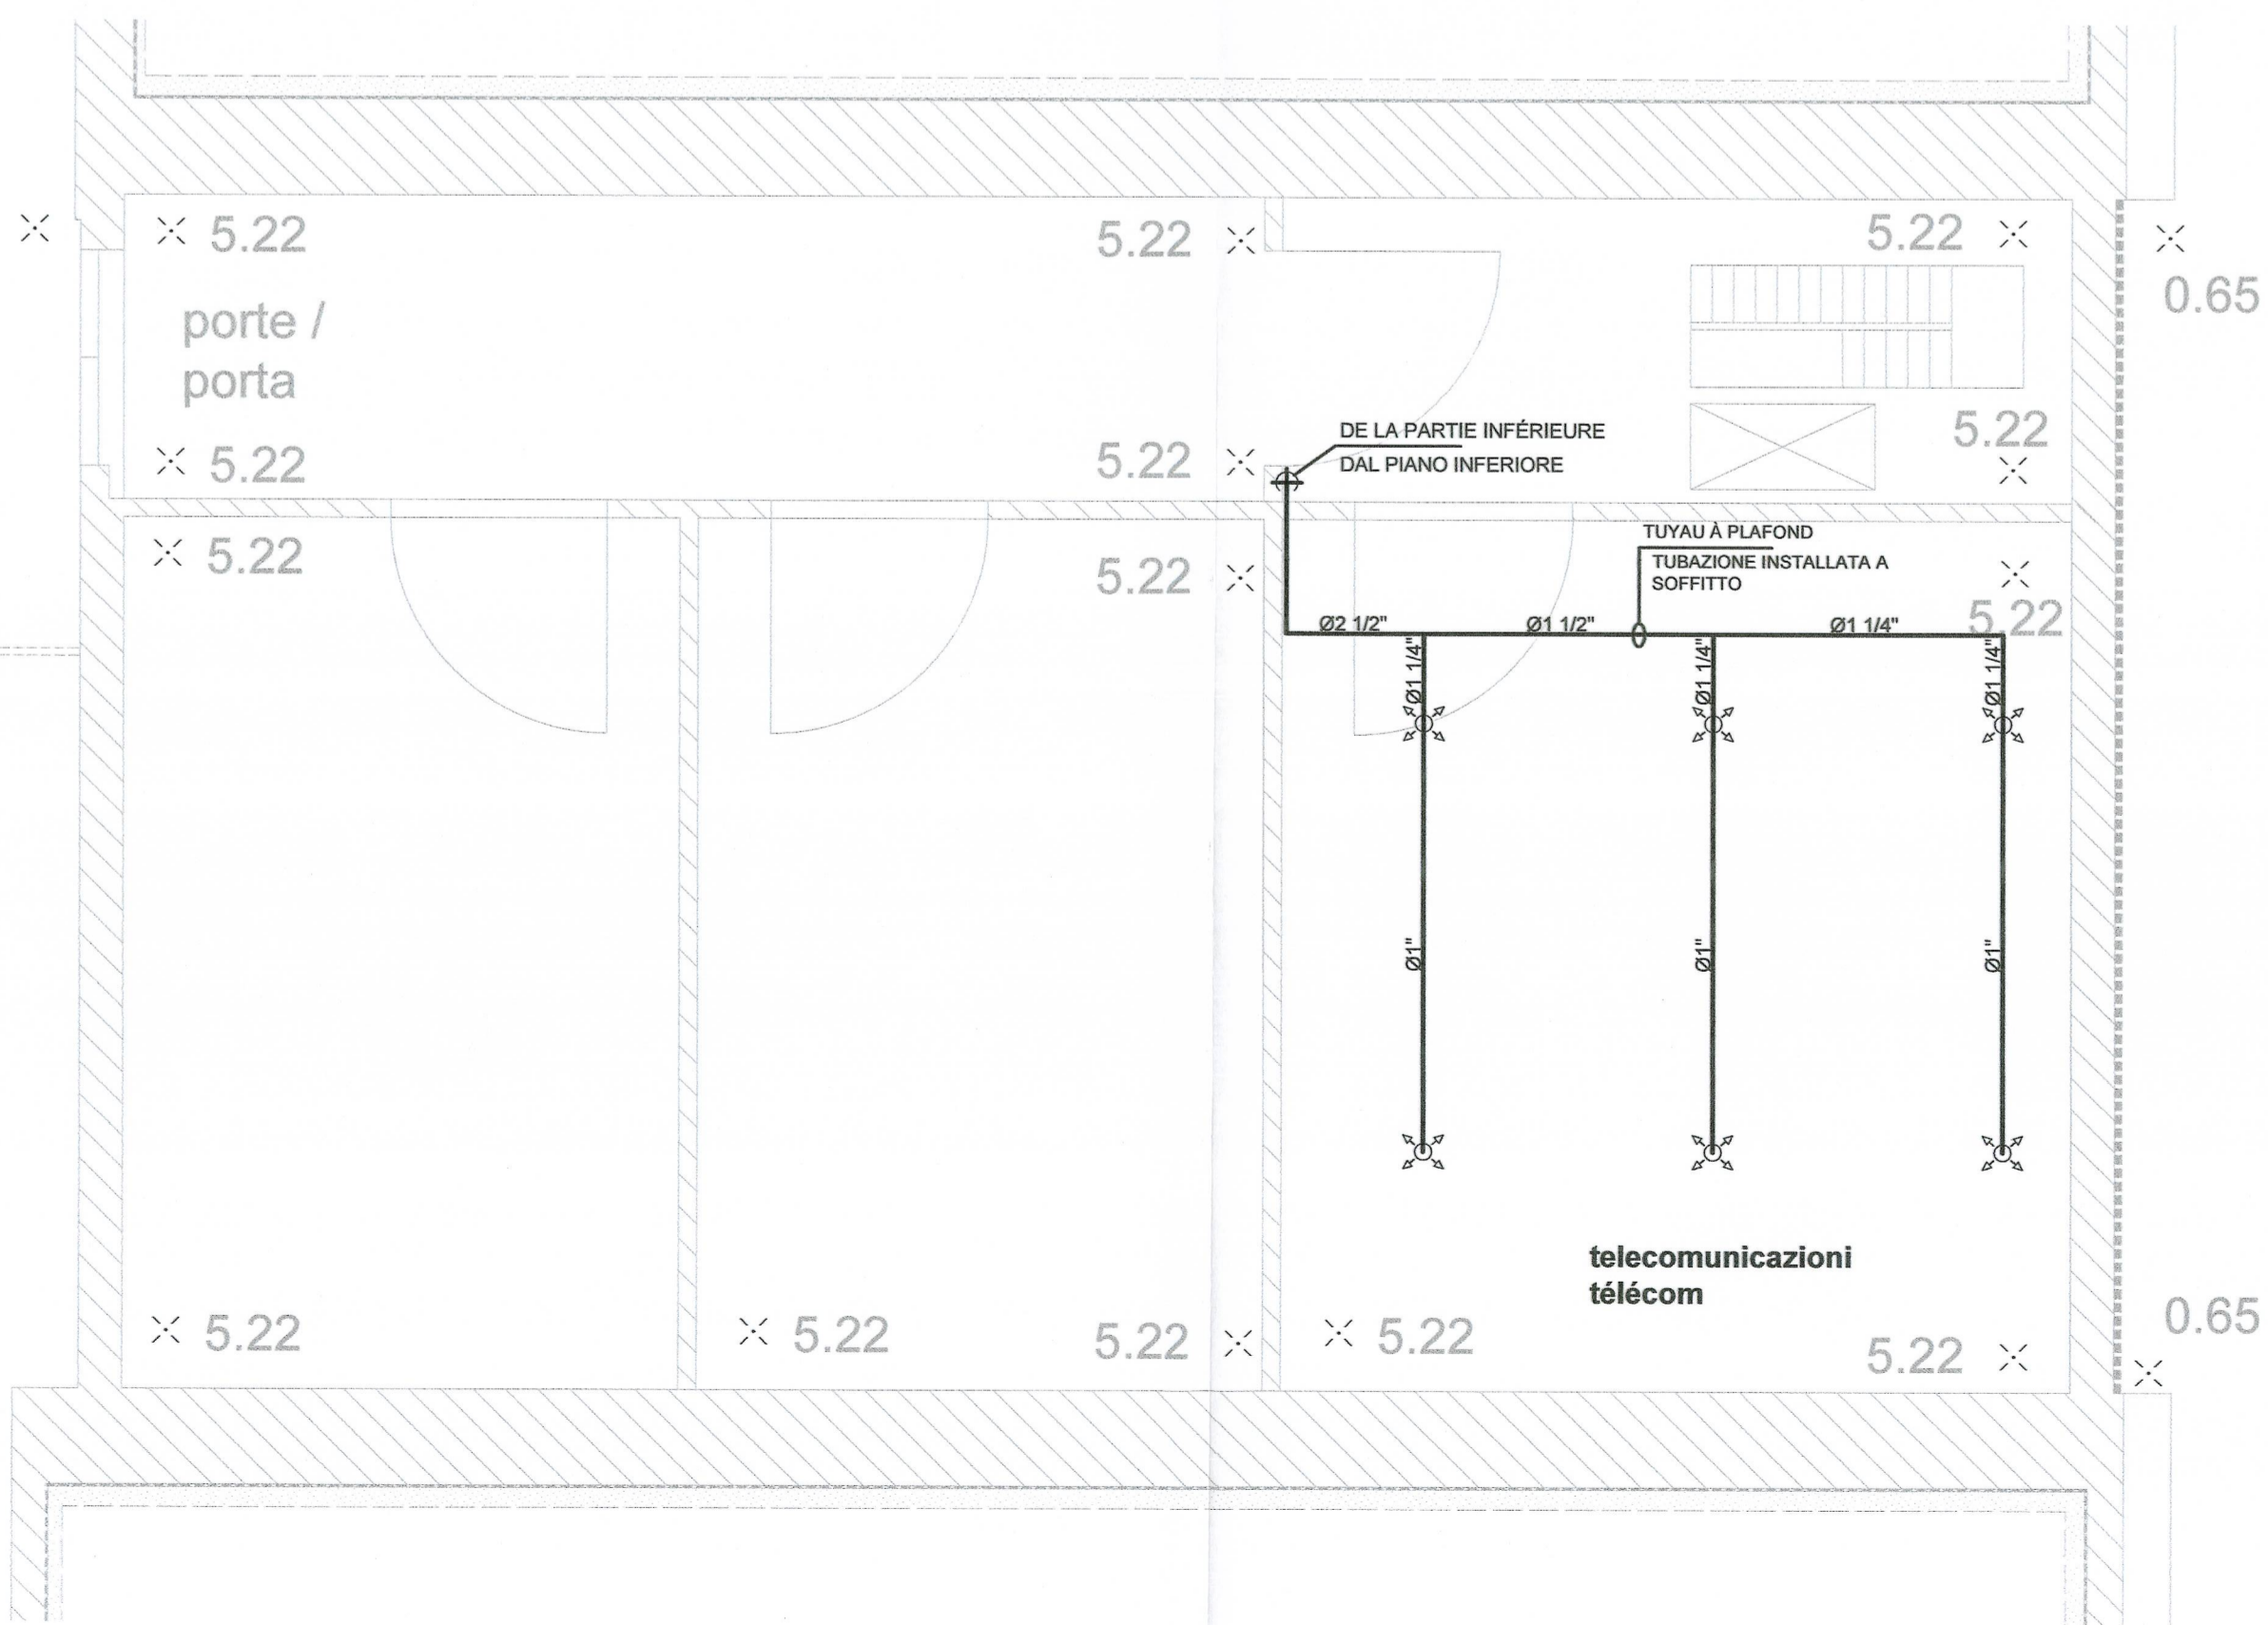 5.22
5.22
5.22
0.65
porte /
porta
5.22
5.22
5.22
DE LA PARTIE INFÉRIEURE
DAL PIANO INFERIORE
5.22
5.22
TUYAU À PLAFOND
TUBAZIONE INSTALLATA A
SOFFITTO
5.22
Ø2 1/2"
Ø1 1/2"
Ø1 1/4"
Ø1 1/4"
Ø1 1/4"
Ø1 1/4"
Ø1"
Ø1"
Ø1"
telecomunicazioni
télécom
5.22
5.22
5.22
5.22
5.22
0.65